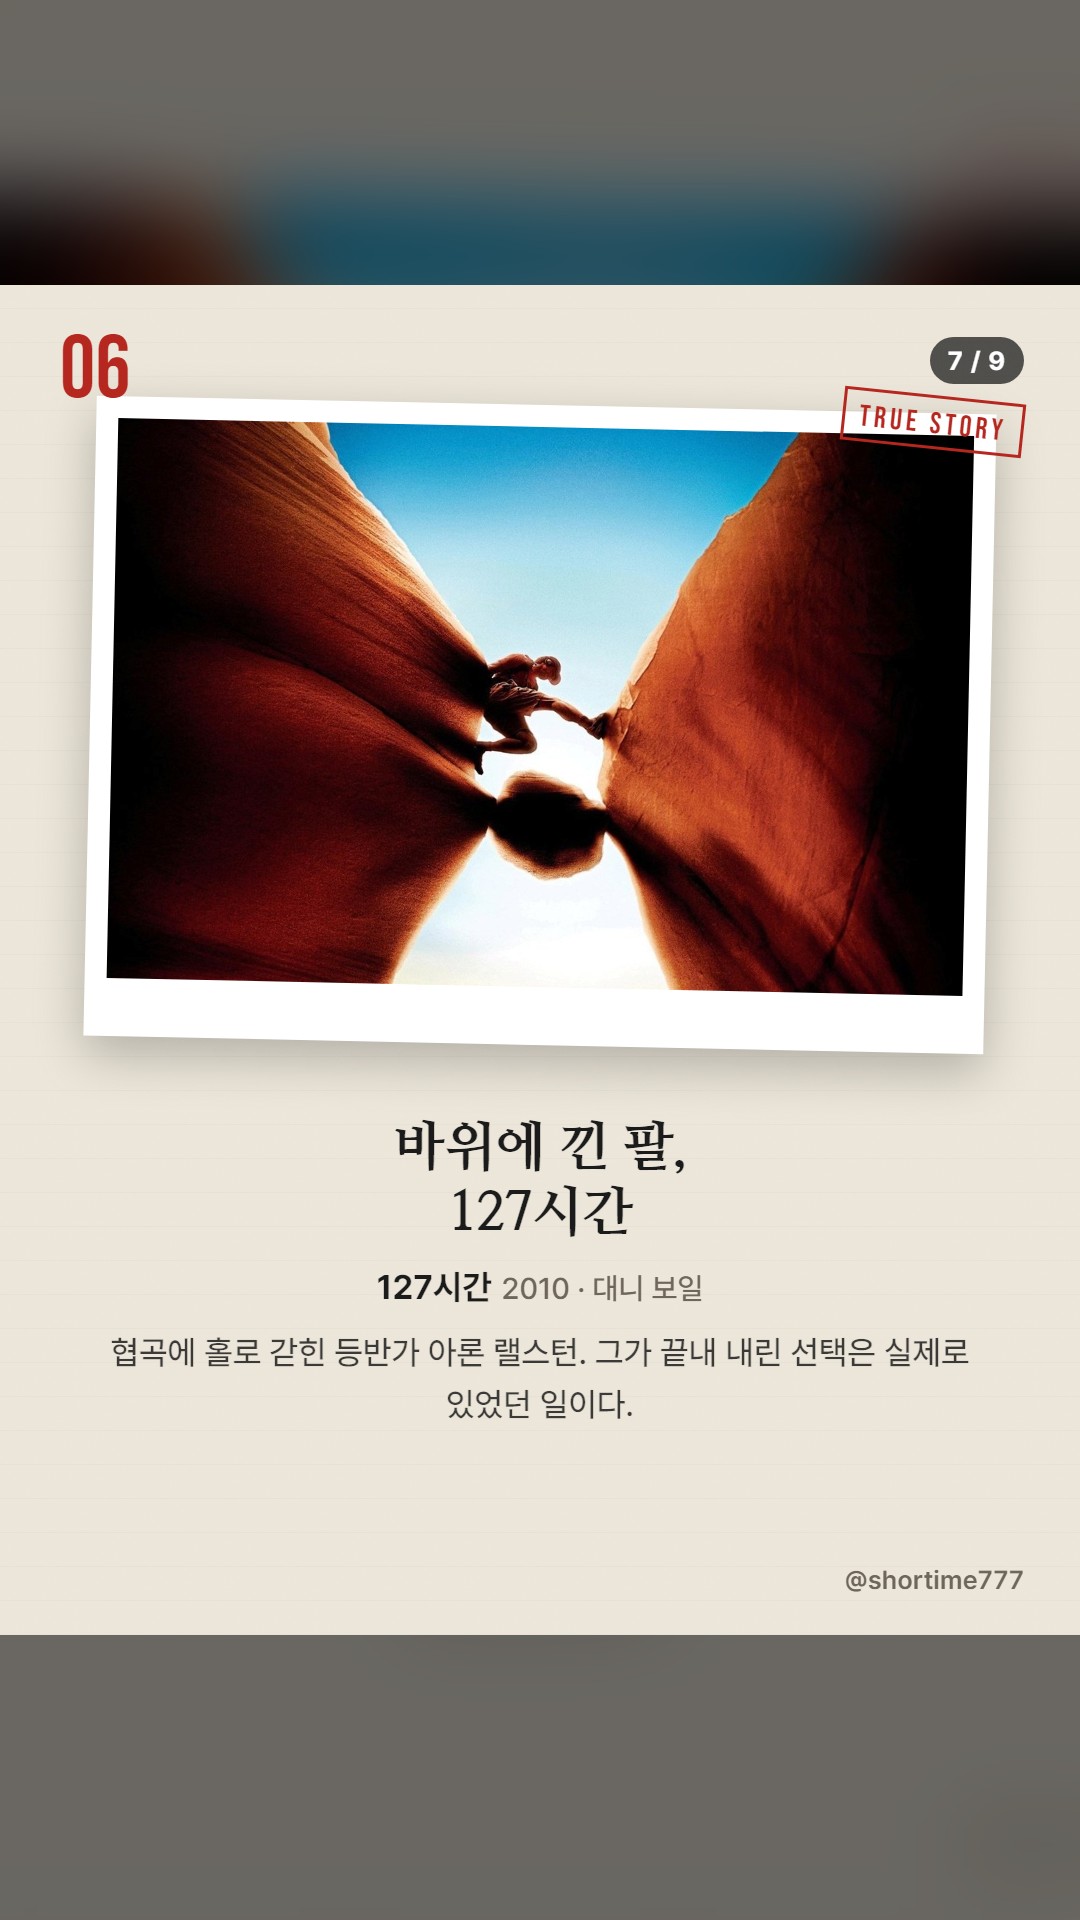 06
7 / 9
TRUE STORY
바위에 낀 팔,
127시간
127시간 2010 · 대니 보일
협곡에 홀로 갇힌 등반가 아론 랠스턴. 그가 끝내 내린 선택은 실제로
있었던 일이다.
@shortime777